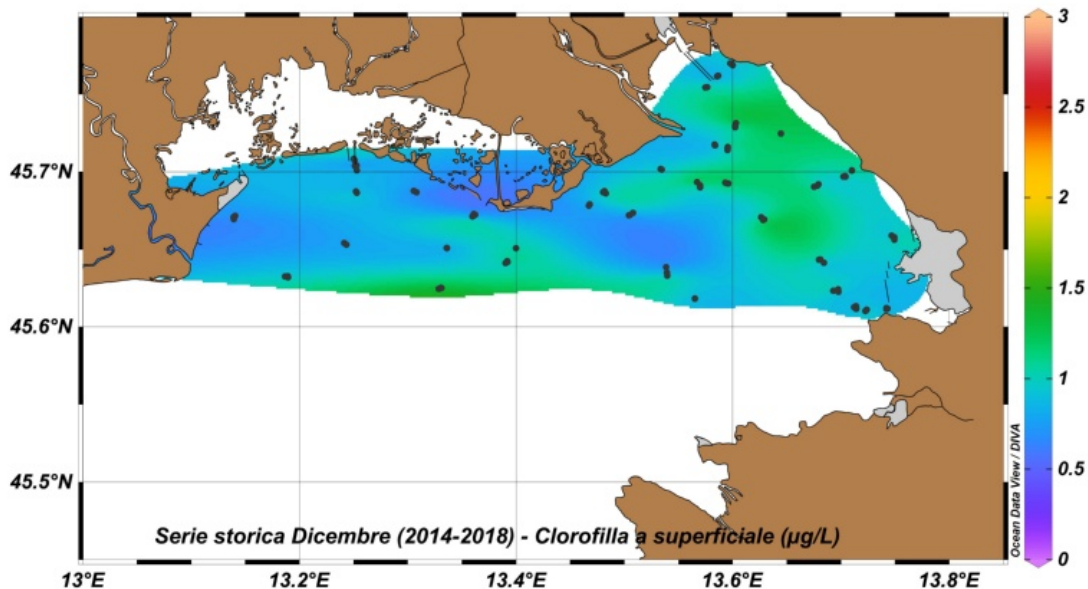 3
2.5
2
1.5
1
0.5
0
45.7°N
45.6°N
45.5°N
Serie storica Dicembre (2014-2018) - Clorofilla a superficiale (µg/L)
Ocean Data View / DIVA
13°E
13.2°E
13.4°E
13.6°E
13.8°E